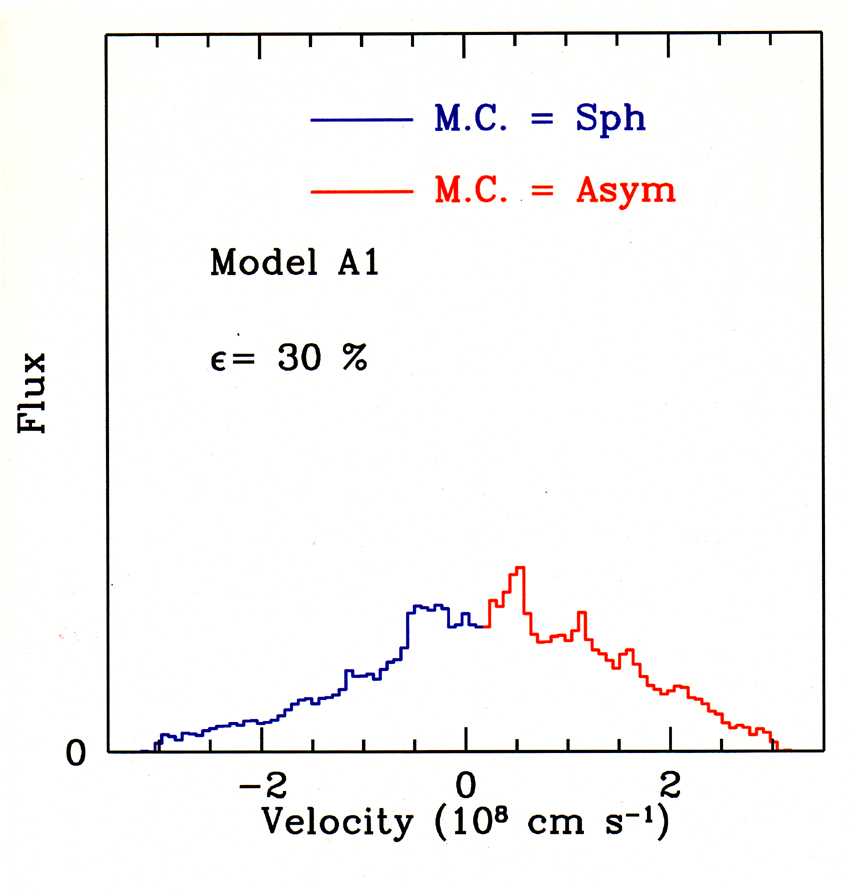 M.C. = Sph
M.C. = Asym
Model A1
ϵ= 30 %
Flux
0
−2 0 2
Velocity (10⁸ cm s⁻¹)